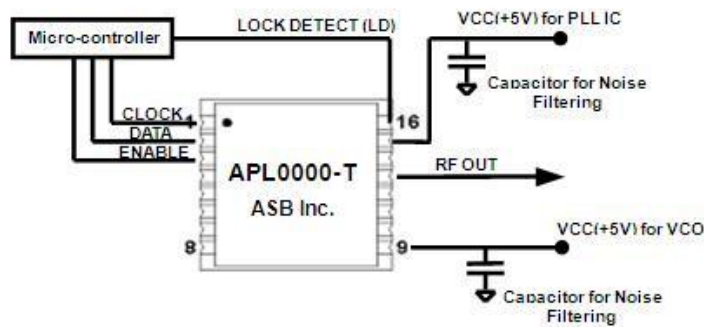 Micro-controller
LOCK DETECT (LD)
VCC(+5V) for PLL IC
Capacitor for Noise
Filtering
CLOCK
1
16
DATA
ENABLE
APL0000-T
RF OUT
ASB Inc.
8
9
VCC(+5V) for VCO
Capacitor for Noise
Filtering